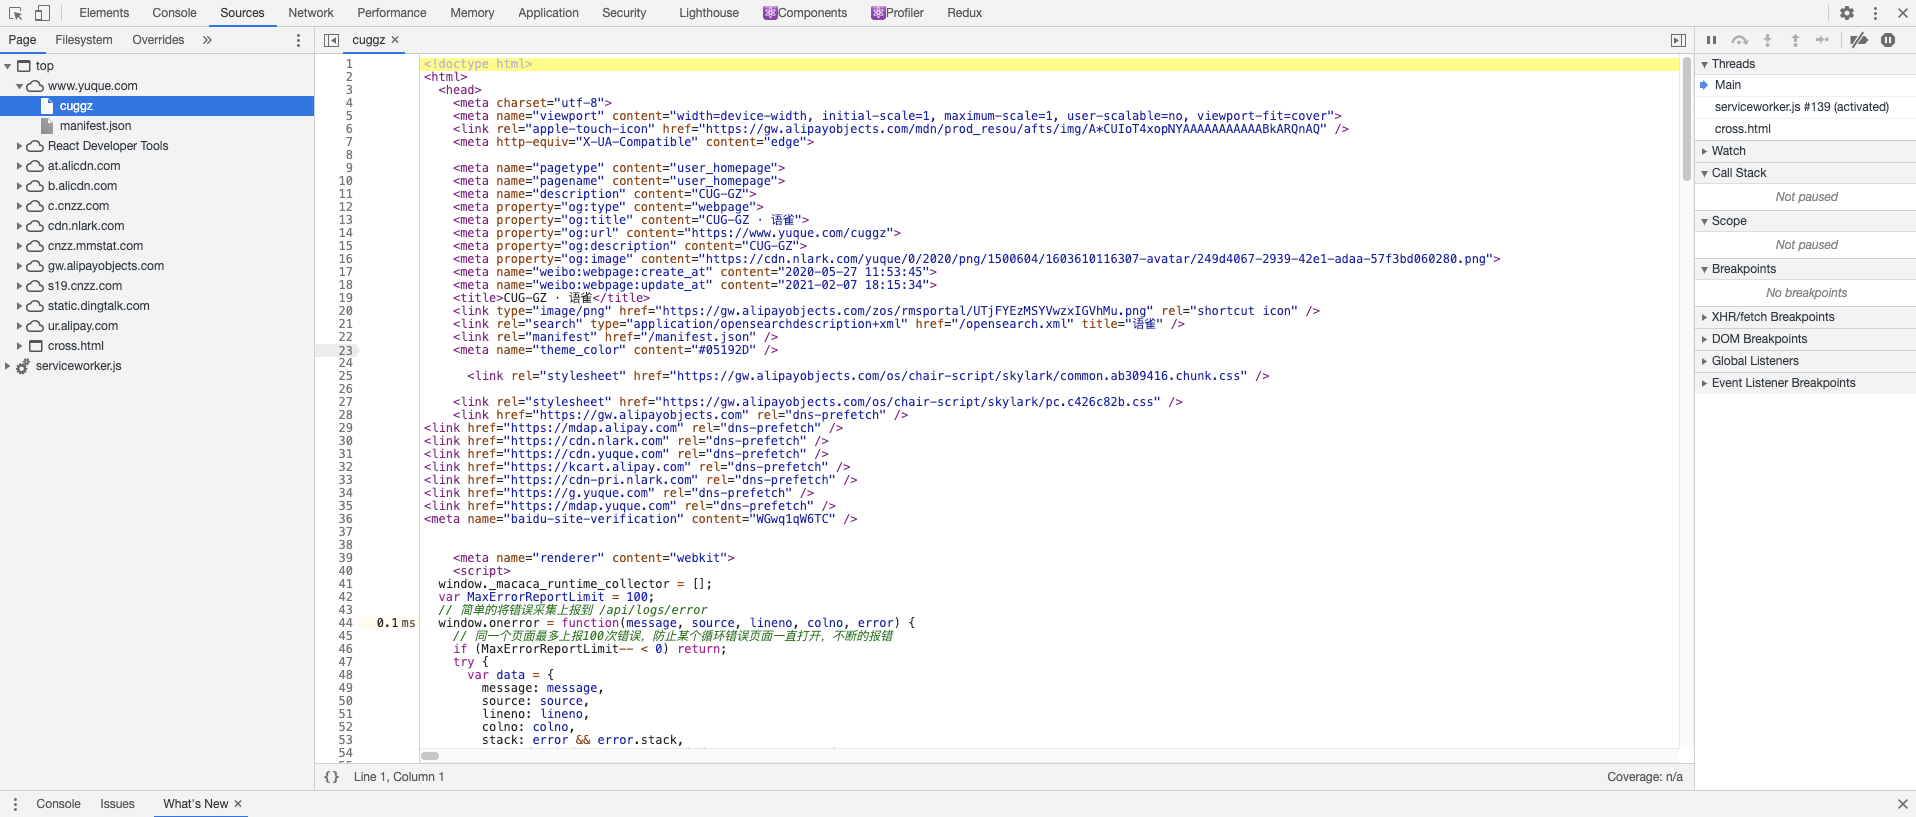 Elements Console Sources Network Performance Memory Application Security Lighthouse Components Profiler Redux
Page Filesystem Overrides »
top
www.yuque.com
cuggz
manifest.json
React Developer Tools
at.alicdn.com
b.alicdn.com
c.cnzz.com
cdn.nlark.com
cnzz.mmstat.com
gw.alipayobjects.com
s19.cnzz.com
static.dingtalk.com
ur.alipay.com
cross.html
serviceworker.js
cuggz ×
1 <!doctype html>
2 <html>
3 <head>
4 <meta charset="utf-8">
5 <meta name="viewport" content="width=device-width, initial-scale=1, maximum-scale=1, user-scalable=no, viewport-fit=cover">
6 <link rel="apple-touch-icon" href="https://gw.alipayobjects.com/mdn/prod_resou/afts/img/A*CUIoT4xopNYAAAAAAAAAAABkARQnAQ" />
7 <meta http-equiv="X-UA-Compatible" content="edge">
8
9 <meta name="pagetype" content="user_homepage">
10 <meta name="pagename" content="user_homepage">
11 <meta name="description" content="CUG-GZ">
12 <meta property="og:type" content="webpage">
13 <meta property="og:title" content="CUG-GZ · 语雀">
14 <meta property="og:url" content="https://www.yuque.com/cuggz">
15 <meta property="og:description" content="CUG-GZ">
16 <meta property="og:image" content="https://cdn.nlark.com/yuque/0/2020/png/1500604/1603610116307-avatar/249d4067-2939-42e1-adaa-57f3bd060280.png">
17 <meta name="weibo:webpage:create_at" content="2020-05-27 11:53:45">
18 <meta name="weibo:webpage:update_at" content="2021-02-07 18:15:34">
19 <title>CUG-GZ · 语雀</title>
20 <link type="image/png" href="https://gw.alipayobjects.com/zos/rmsportal/UTjFYEzMSYVwzxIGVhMu.png" rel="shortcut icon" />
21 <link rel="search" type="application/opensearchdescription+xml" href="/opensearch.xml" title="语雀" />
22 <link rel="manifest" href="/manifest.json" />
23 <meta name="theme_color" content="#05192D" />
24
25 <link rel="stylesheet" href="https://gw.alipayobjects.com/os/chair-script/skylark/common.ab309416.chunk.css" />
26
27 <link rel="stylesheet" href="https://gw.alipayobjects.com/os/chair-script/skylark/pc.c426c82b.css" />
28 <link href="https://gw.alipayobjects.com" rel="dns-prefetch" />
29 <link href="https://mdap.alipay.com" rel="dns-prefetch" />
30 <link href="https://cdn.nlark.com" rel="dns-prefetch" />
31 <link href="https://cdn.yuque.com" rel="dns-prefetch" />
32 <link href="https://kcart.alipay.com" rel="dns-prefetch" />
33 <link href="https://cdn-pri.nlark.com" rel="dns-prefetch" />
34 <link href="https://g.yuque.com" rel="dns-prefetch" />
35 <link href="https://mdap.yuque.com" rel="dns-prefetch" />
36 <meta name="baidu-site-verification" content="WGwq1qW6TC" />
37
38
39 <meta name="renderer" content="webkit">
40 <script>
41 window._macaca_runtime_collector = [];
42 var MaxErrorReportLimit = 100;
43 // 简单的将错误采集上报到 /api/logs/error
44 0.1 ms window.onerror = function(message, source, lineno, colno, error) {
45 // 同一个页面最多上报100次错误，防止某个循环错误页面一直打开，不断的报错
46 if (MaxErrorReportLimit-- < 0) return;
47 try {
48 var data = {
49 message: message,
50 source: source,
51 lineno: lineno,
52 colno: colno,
53 stack: error && error.stack,
54
{} Line 1, Column 1 Coverage: n/a
Threads
Main
serviceworker.js #139 (activated)
cross.html
Watch
Call Stack
Not paused
Scope
Not paused
Breakpoints
No breakpoints
XHR/fetch Breakpoints
DOM Breakpoints
Global Listeners
Event Listener Breakpoints
Console Issues What's New ×